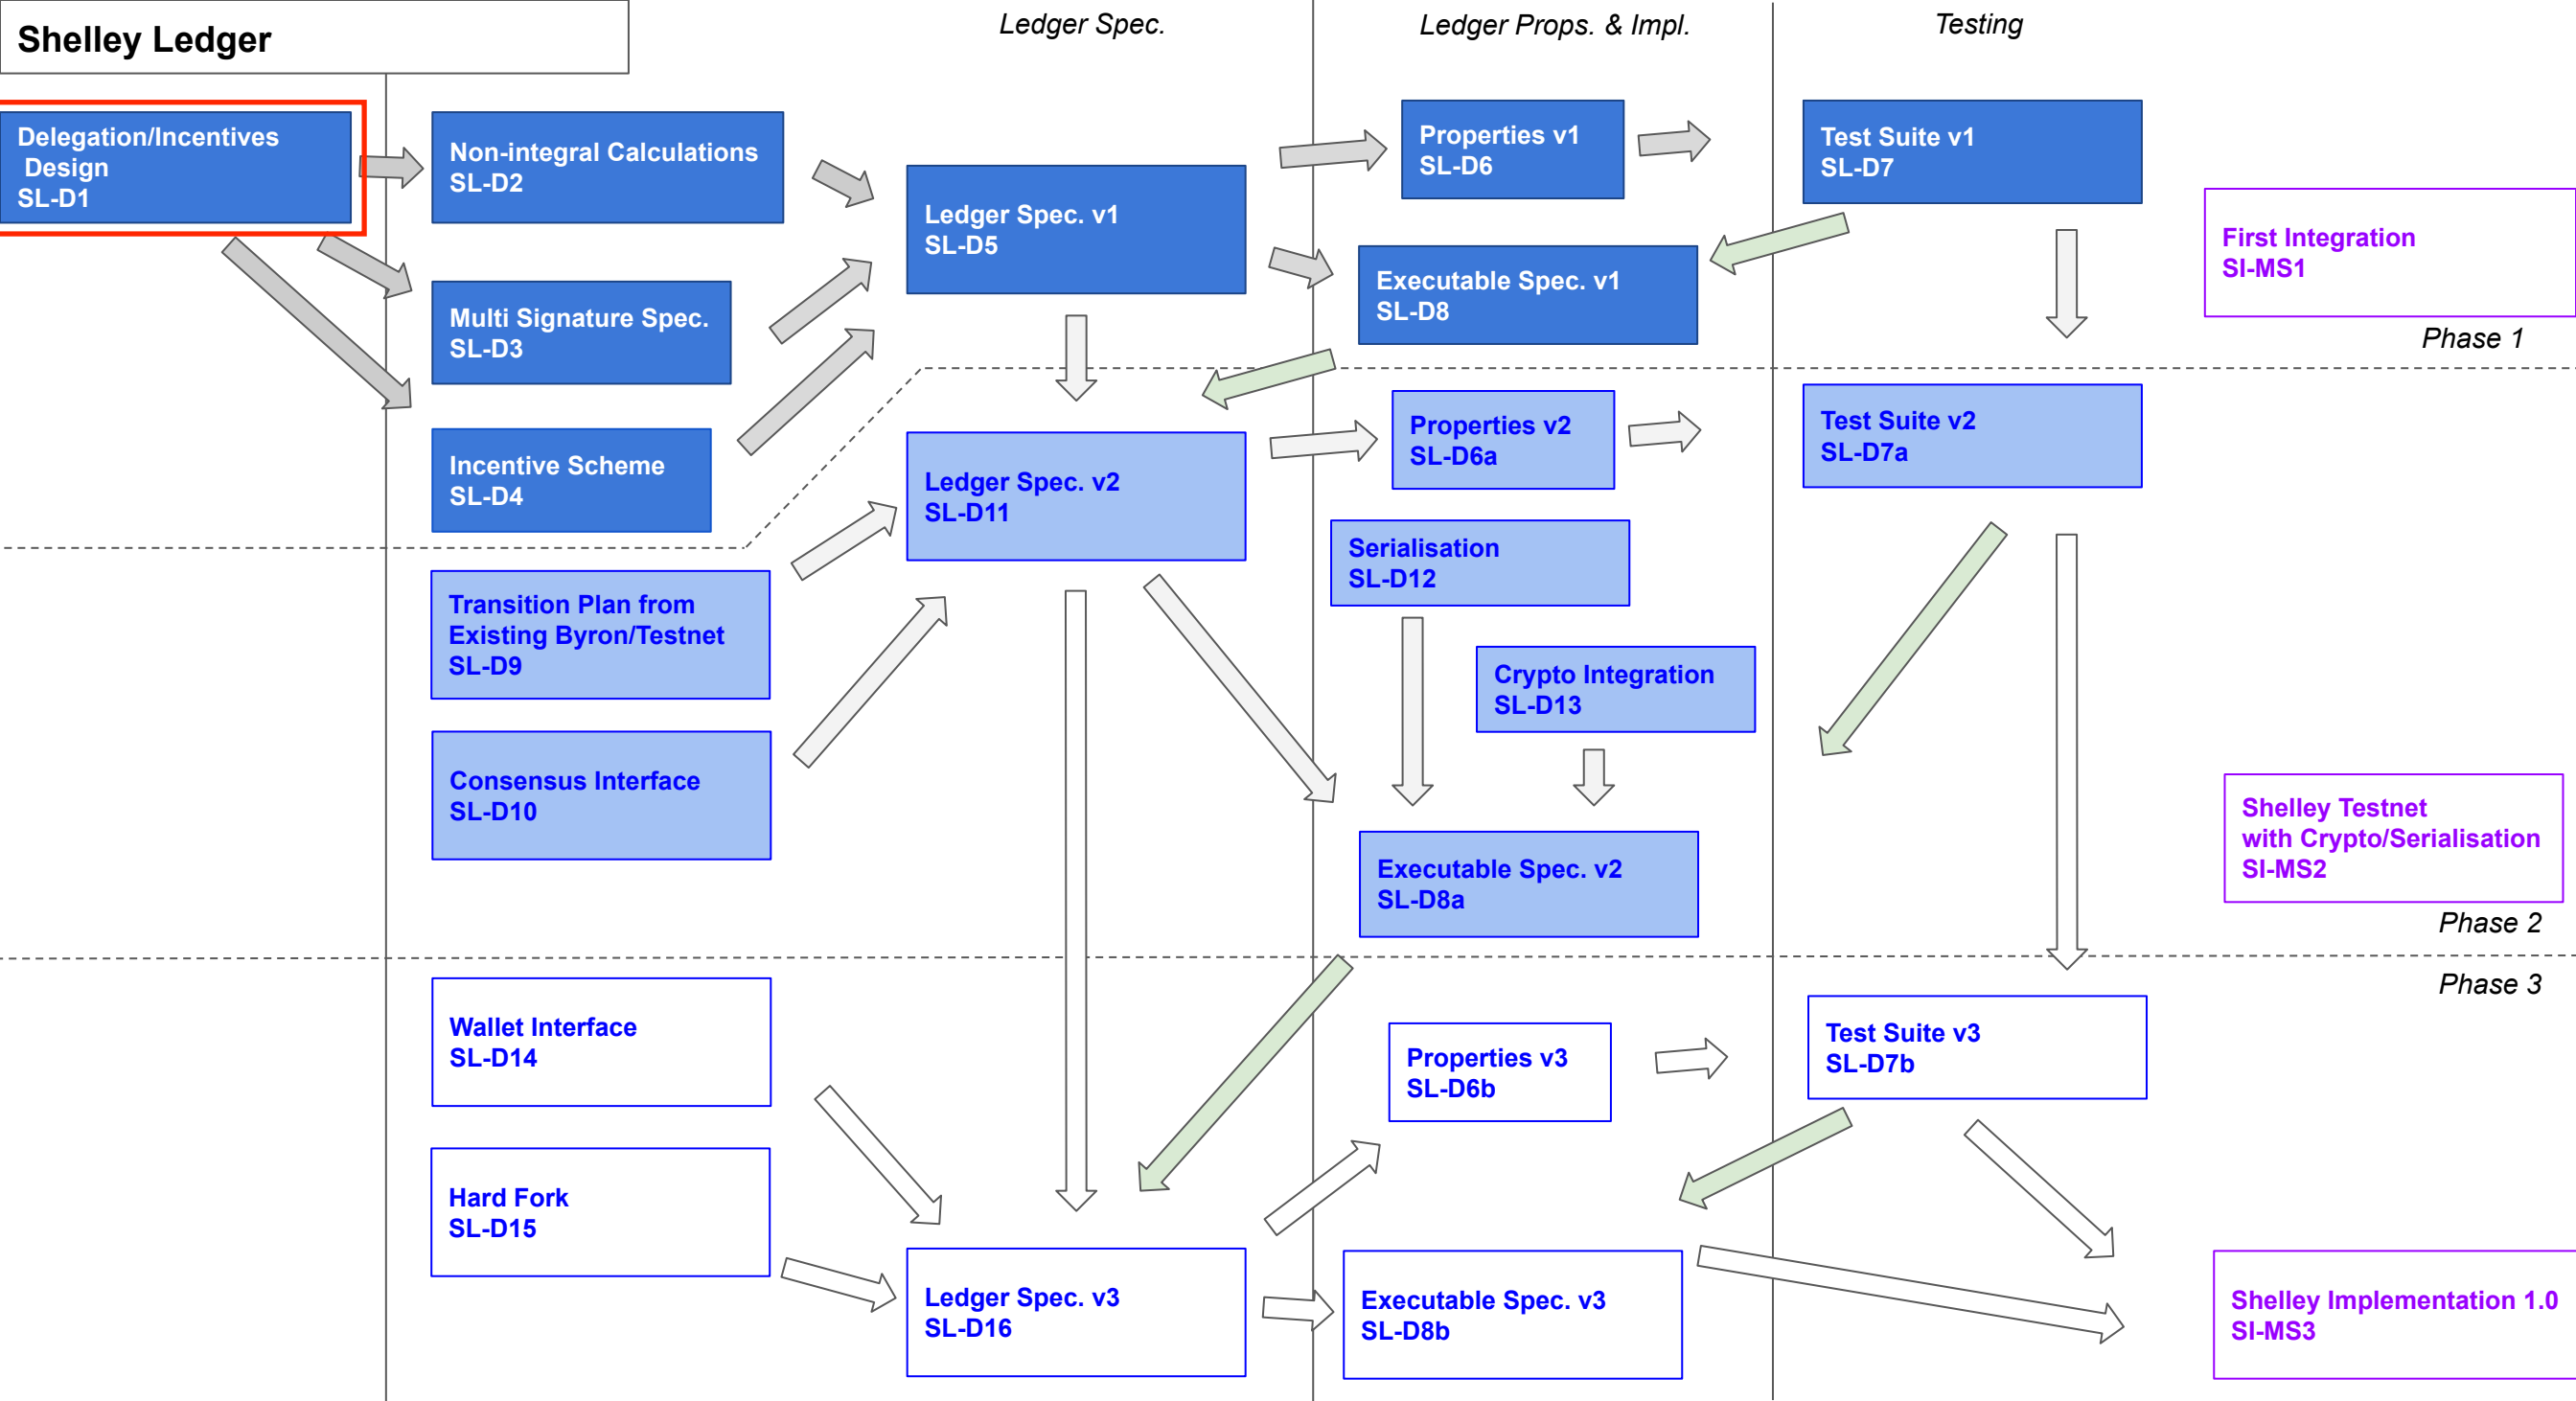 Shelley Ledger
Ledger Spec.
Ledger Props. & Impl.
Testing
Delegation/Incentives
Design
SL-D1
Non-integral Calculations
SL-D2
Multi Signature Spec.
SL-D3
Incentive Scheme
SL-D4
Ledger Spec. v1
SL-D5
Properties v1
SL-D6
Executable Spec. v1
SL-D8
Test Suite v1
SL-D7
First Integration
SI-MS1
Phase 1
Transition Plan from
Existing Byron/Testnet
SL-D9
Consensus Interface
SL-D10
Ledger Spec. v2
SL-D11
Properties v2
SL-D6a
Serialisation
SL-D12
Crypto Integration
SL-D13
Executable Spec. v2
SL-D8a
Test Suite v2
SL-D7a
Shelley Testnet
with Crypto/Serialisation
SI-MS2
Phase 2
Phase 3
Wallet Interface
SL-D14
Hard Fork
SL-D15
Ledger Spec. v3
SL-D16
Properties v3
SL-D6b
Executable Spec. v3
SL-D8b
Test Suite v3
SL-D7b
Shelley Implementation 1.0
SI-MS3